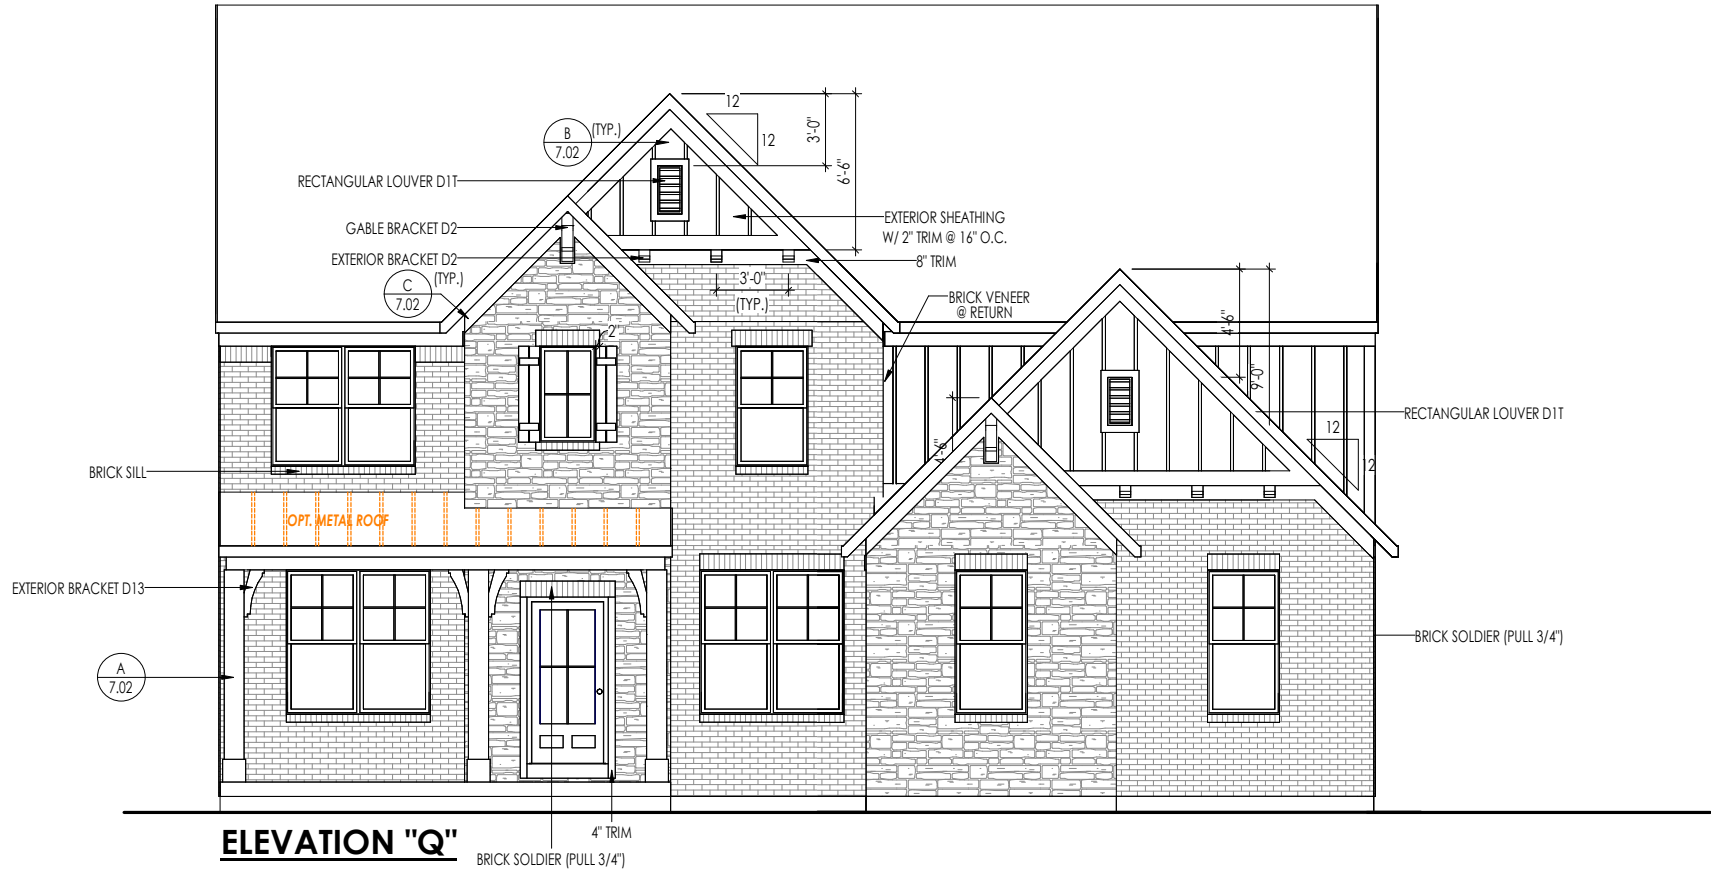 12
12
3'-0"
6'-6"
B
7.02
(TYP.)
RECTANGULAR LOUVER D1T
GABLE BRACKET D2
EXTERIOR BRACKET D2
EXTERIOR SHEATHING
W/ 2" TRIM @ 16" O.C.
8" TRIM
C
7.02
(TYP.)
3'-0"
(TYP.)
BRICK VENEER
@ RETURN
2"
4'-6"
9'-0"
4'-6"
RECTANGULAR LOUVER D1T
12
12
BRICK SILL
OPT. METAL ROOF
EXTERIOR BRACKET D13
BRICK SOLDIER (PULL 3/4")
A
7.02
4" TRIM
ELEVATION "Q"
BRICK SOLDIER (PULL 3/4")